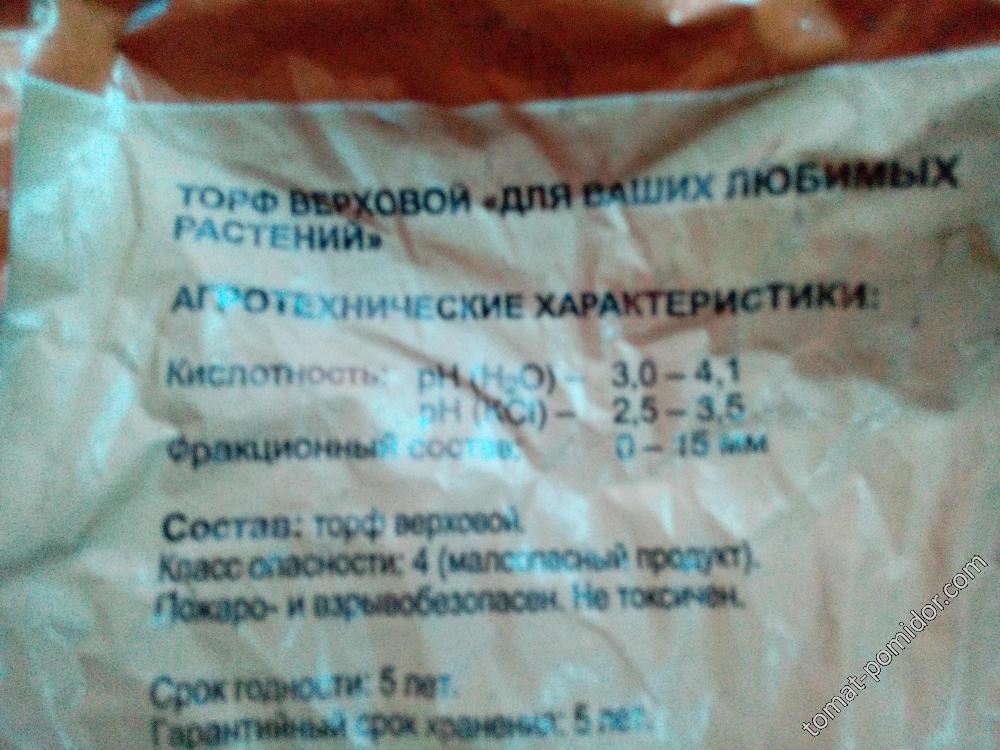 ТОРФ ВЕРХОВОЙ «ДЛЯ ВАШИХ ЛЮБИМЫХ
РАСТЕНИЙ»
АГРОТЕХНИЧЕСКИЕ ХАРАКТЕРИСТИКИ:
Кислотность: pH (H₂O) – 3,0 – 4,1
pH (KCl) – 2,5 – 3,5
Фракционный состав: 0 – 15 мм
Состав: торф верховой.
Класс опасности: 4 (малоопасный продукт).
Пожаро- и взрывобезопасен. Не токсичен.
Срок годности: 5 лет.
Гарантийный срок хранения: 5 лет.
tomat-pomidor.com